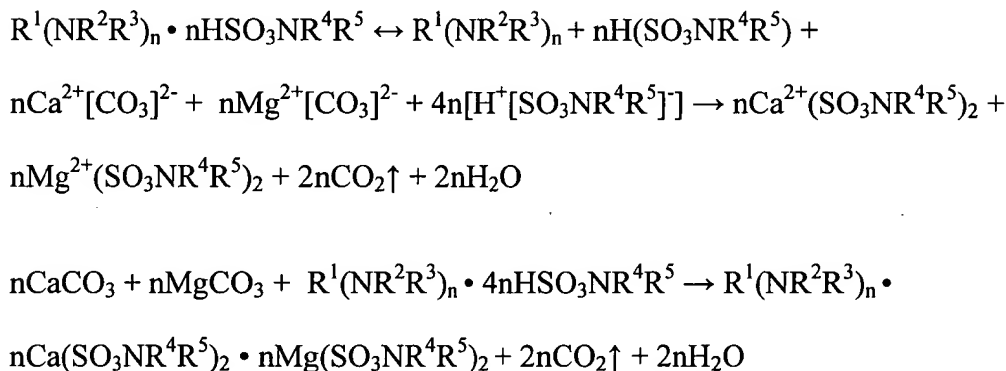 R¹(NR²R³)ₙ • nHSO₃NR⁴R⁵ ↔ R¹(NR²R³)ₙ + nH(SO₃NR⁴R⁵) +
nCa²⁺[CO₃]²⁻ + nMg²⁺[CO₃]²⁻ + 4n[H⁺[SO₃NR⁴R⁵]⁻] → nCa²⁺(SO₃NR⁴R⁵)₂ +
nMg²⁺(SO₃NR⁴R⁵)₂ + 2nCO₂↑ + 2nH₂O
nCaCO₃ + nMgCO₃ + R¹(NR²R³)ₙ • 4nHSO₃NR⁴R⁵ → R¹(NR²R³)ₙ •
nCa(SO₃NR⁴R⁵)₂ • nMg(SO₃NR⁴R⁵)₂ + 2nCO₂↑ + 2nH₂O